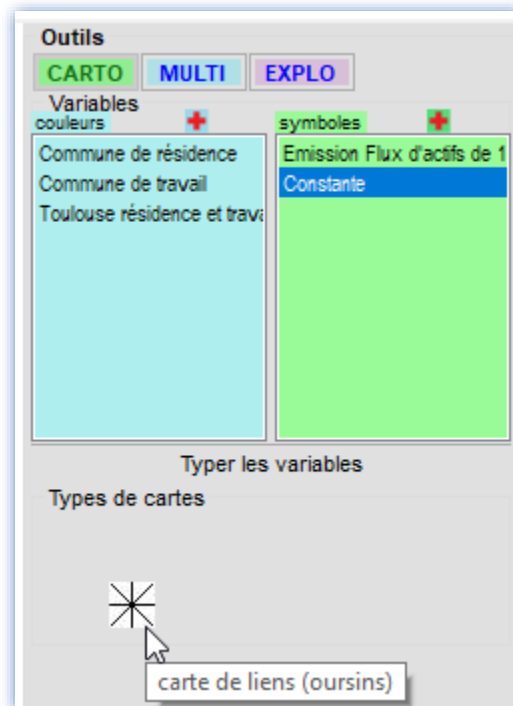 Outils
CARTO MULTI EXPLO
Variables
couleurs symboles
Commune de résidence
Commune de travail
Toulouse résidence et trava
Emission Flux d'actifs de 1
Constante
Typer les variables
Types de cartes
carte de liens (oursins)